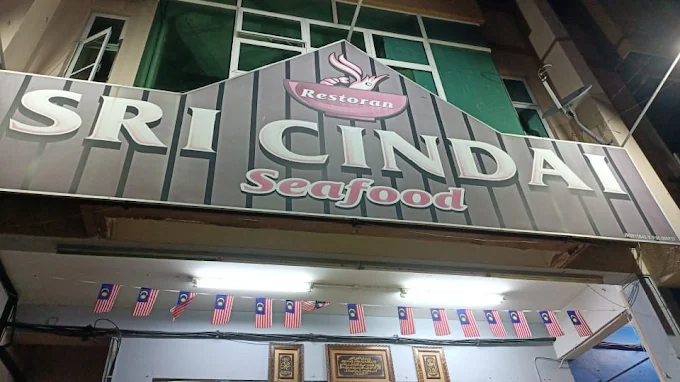 Restoran
SRI CINDAI
Seafood